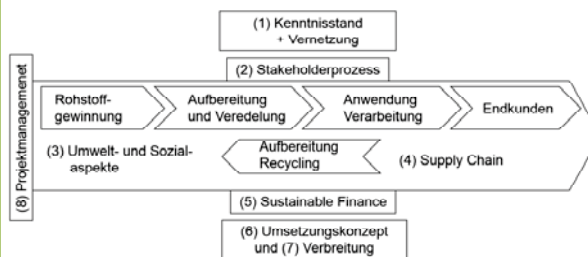 (1) Kenntnisstand
+ Vernetzung
(2) Stakeholderprozess
(8) Projektmanagemenet
Rohstoff-
gewinnung
Aufbereitung
und Veredelung
Anwendung
Verarbeitung
Endkunden
(3) Umwelt- und Sozial-
aspekte
Aufbereitung
Recycling
(4) Supply Chain
(5) Sustainable Finance
(6) Umsetzungskonzept
und (7) Verbreitung